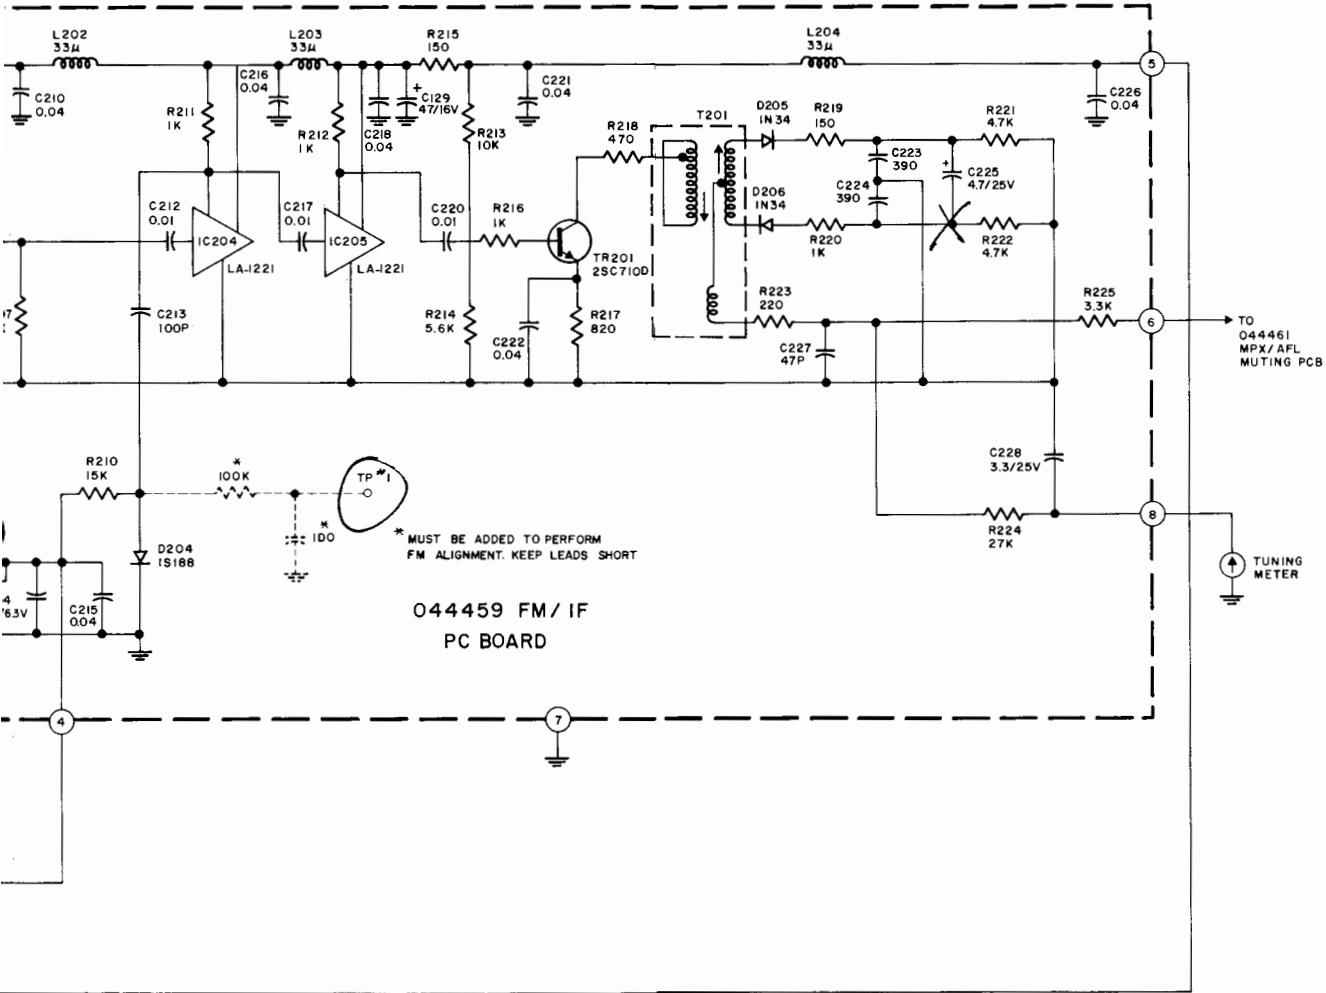 L202
33µ
L203
33µ
R215
150
L204
33µ
5
C210
0.04
R211
1K
C216
0.04
R212
1K
C218
0.04
+
C129
47/16V
R213
10K
C221
0.04
C226
0.04
R218
470
T201
D205
1N34
R219
150
R221
4.7K
C223
390
+
C225
4.7/25V
C224
390
D206
1N34
R220
1K
R222
4.7K
C212
0.01
IC204
LA-1221
C217
0.01
IC205
LA-1221
C220
0.01
R216
1K
TR201
2SC710D
C213
100P
R214
5.6K
C222
0.04
R217
820
R223
220
C227
47P
R225
3.3K
6
TO
044461
MPX/AFL
MUTING PCB
R210
15K
*
100K
TP*1
*
100
* MUST BE ADDED TO PERFORM
FM ALIGNMENT. KEEP LEADS SHORT
C228
3.3/25V
8
R224
27K
TUNING
METER
D204
IS188
C215
0.04
63V
044459 FM/IF
PC BOARD
4
7